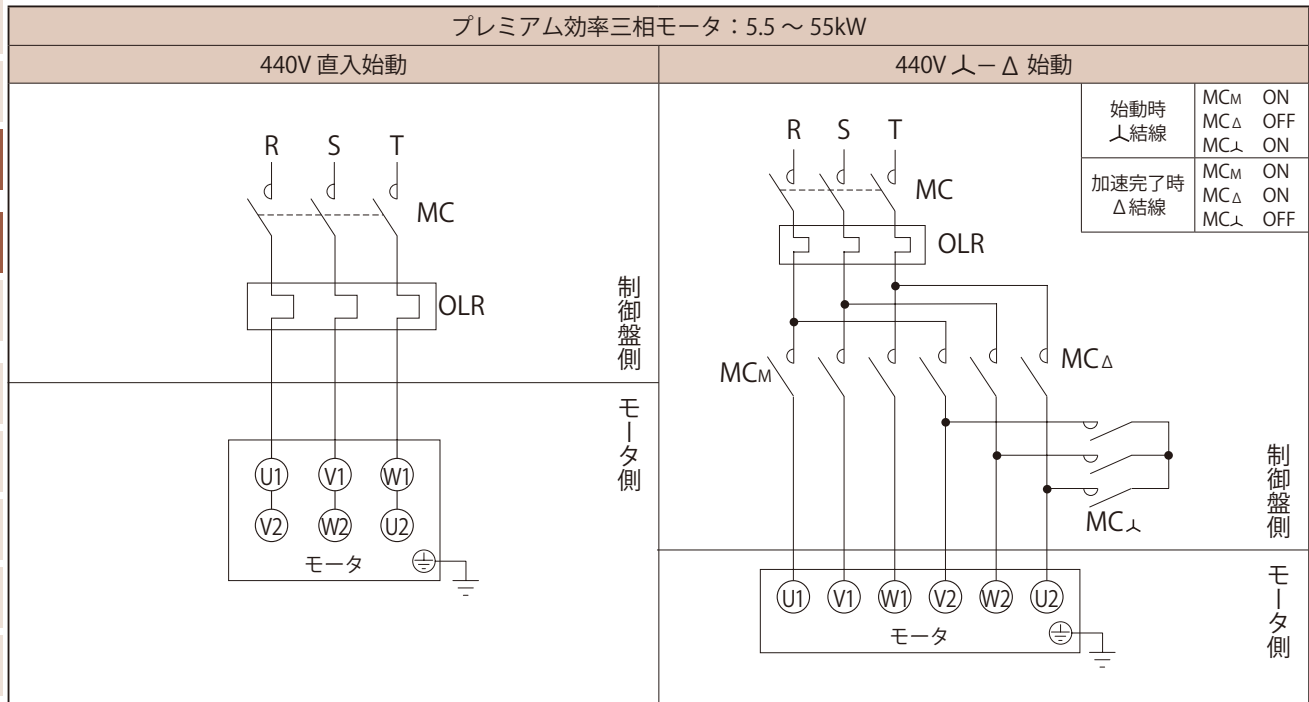 プレミアム効率三相モータ：5.5 ～ 55kW
440V 直入始動
R S T
MC
OLR
制御盤側
モータ側
U1 V1 W1
V2 W2 U2
モータ
440V 人－Δ 始動
始動時
人結線
MCM ON
MCΔ OFF
MC人 ON
加速完了時
Δ結線
MCM ON
MCΔ ON
MC人 OFF
R S T
MC
OLR
MCM
MCΔ
MC人
制御盤側
モータ側
U1 V1 W1 V2 W2 U2
モータ